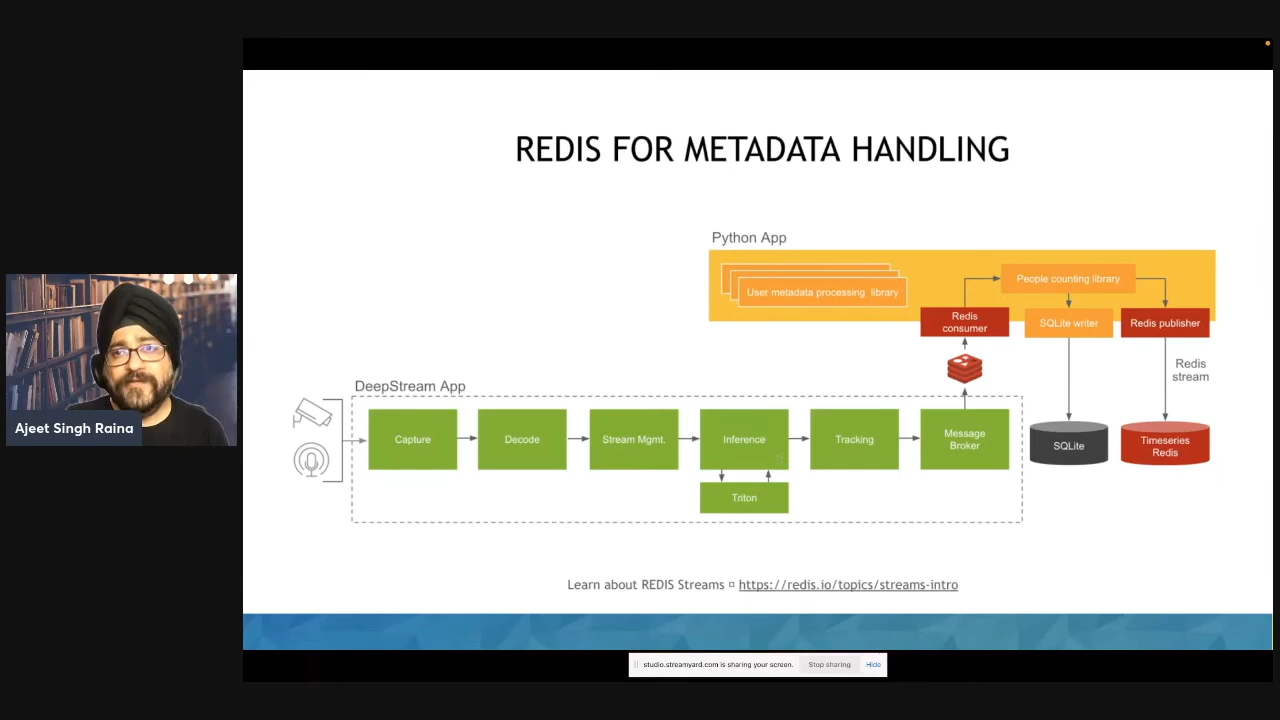 REDIS FOR METADATA HANDLING
Python App
User metadata processing library
People counting library
Redis
consumer
SQLite writer
Redis publisher
Redis
stream
DeepStream App
Capture
Decode
Stream Mgmt.
Inference
Tracking
Message
Broker
Triton
SQLite
Timeseries
Redis
Ajeet Singh Raina
Learn about REDIS Streams https://redis.io/topics/streams-intro
studio.streamyard.com is sharing your screen. Stop sharing Hide